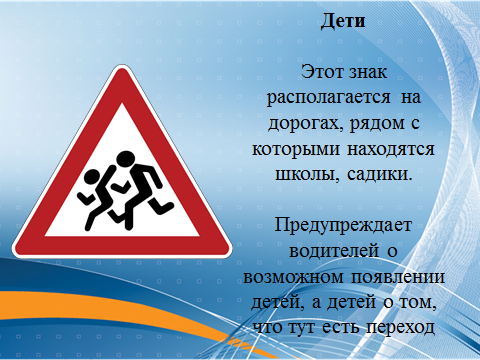 Дети
Этот знак
располагается на
дорогах, рядом с
которыми находятся
школы, садики.
Предупреждает
водителей о
возможном появлении
детей, а детей о том,
что тут есть переход